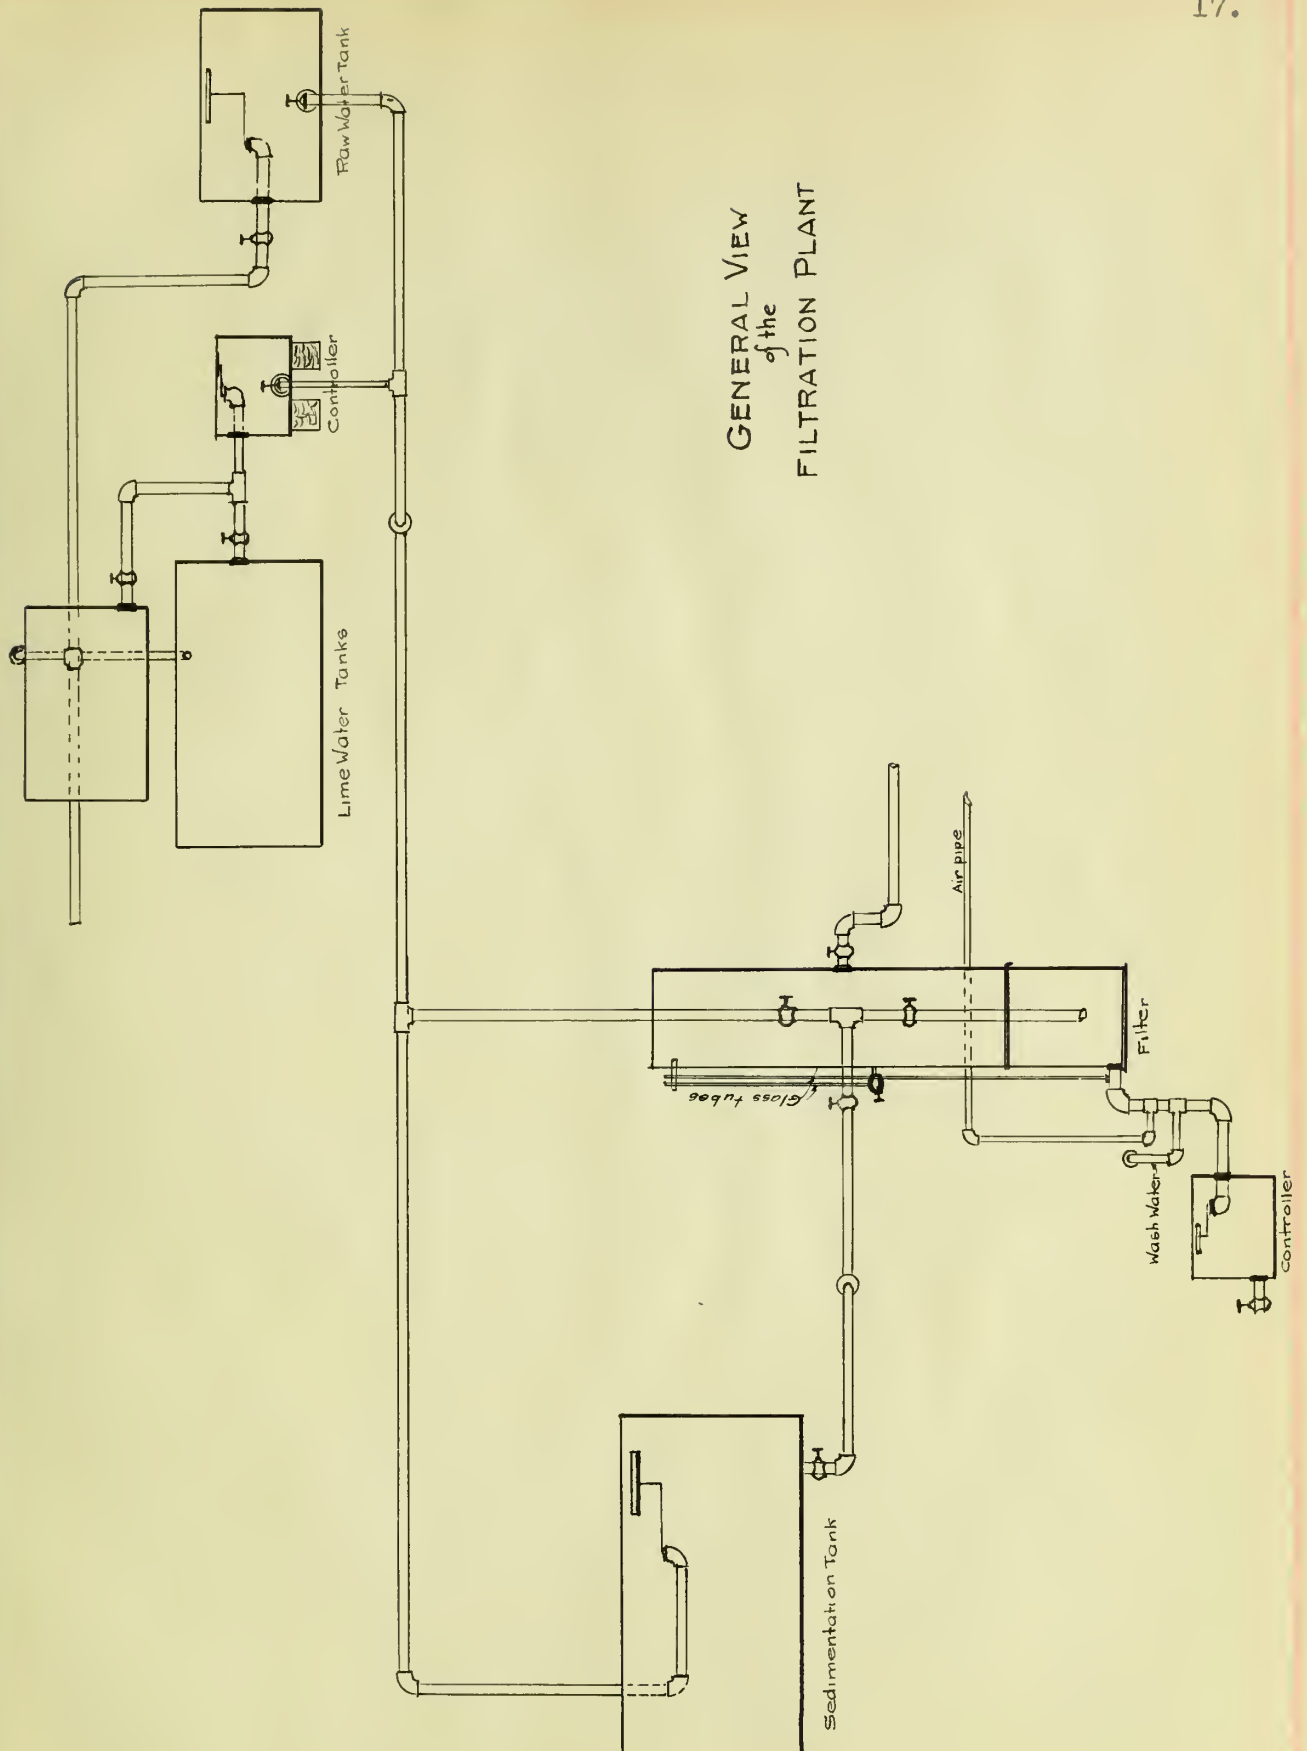 17.
Raw Water Tank
Controller
Lime Water Tanks
GENERAL VIEW
of the
FILTRATION PLANT
Air pipe
Glass tubes
Filter
Wash Water
Controller
Sedimentation Tank